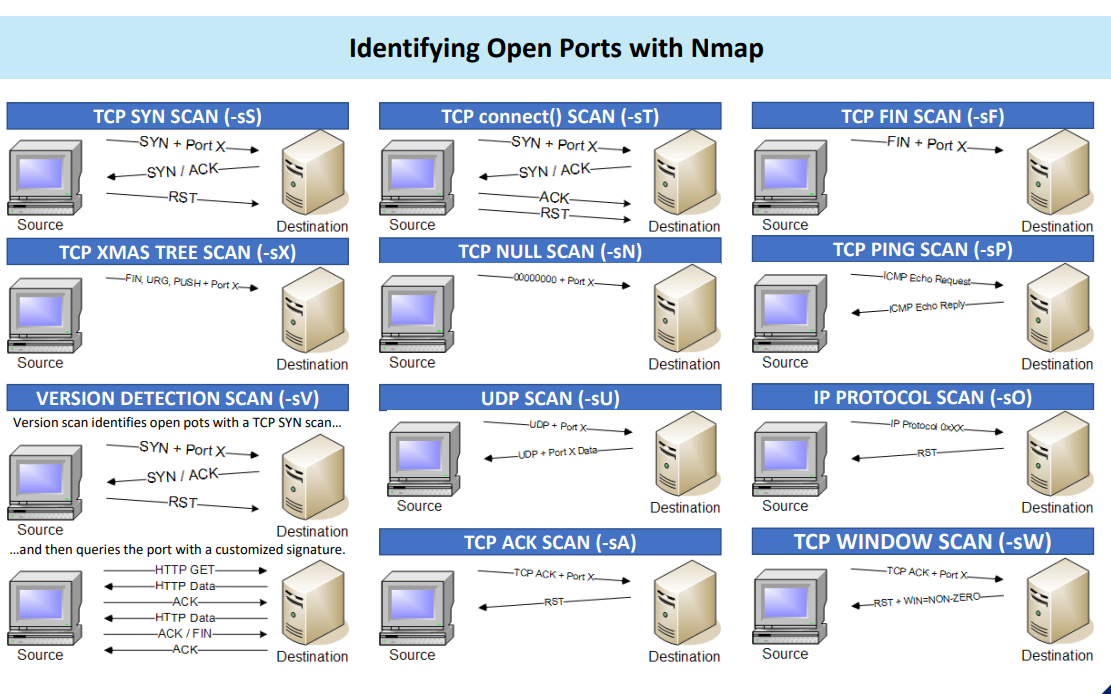 Identifying Open Ports with Nmap
TCP SYN SCAN (-sS)
SYN + Port X
SYN / ACK
RST
Source
Destination
TCP connect() SCAN (-sT)
SYN + Port X
SYN / ACK
ACK
RST
Source
Destination
TCP FIN SCAN (-sF)
FIN + Port X
Source
Destination
TCP XMAS TREE SCAN (-sX)
FIN, URG, PUSH + Port X
Source
Destination
TCP NULL SCAN (-sN)
00000000 + Port X
Source
Destination
TCP PING SCAN (-sP)
ICMP Echo Request
ICMP Echo Reply
Source
Destination
VERSION DETECTION SCAN (-sV)
Version scan identifies open pots with a TCP SYN scan...
SYN + Port X
SYN / ACK
RST
Source
Destination
...and then queries the port with a customized signature.
HTTP GET
HTTP Data
ACK
HTTP Data
ACK / FIN
ACK
Source
Destination
UDP SCAN (-sU)
UDP + Port X
UDP + Port X Data
Source
Destination
IP PROTOCOL SCAN (-sO)
IP Protocol 0xXX
RST
Source
Destination
TCP ACK SCAN (-sA)
TCP ACK + Port X
RST
Source
Destination
TCP WINDOW SCAN (-sW)
TCP ACK + Port X
RST + WIN=NON-ZERO
Source
Destination